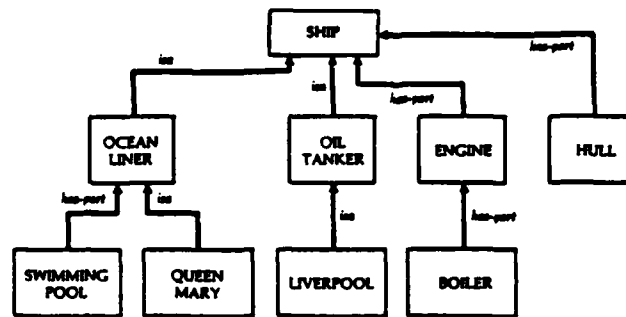 SHIP
isa
isa
has-part
has-part
OCEAN
LINER
OIL
TANKER
ENGINE
HULL
has-part
isa
isa
has-part
SWIMMING
POOL
QUEEN
MARY
LIVERPOOL
BOILER